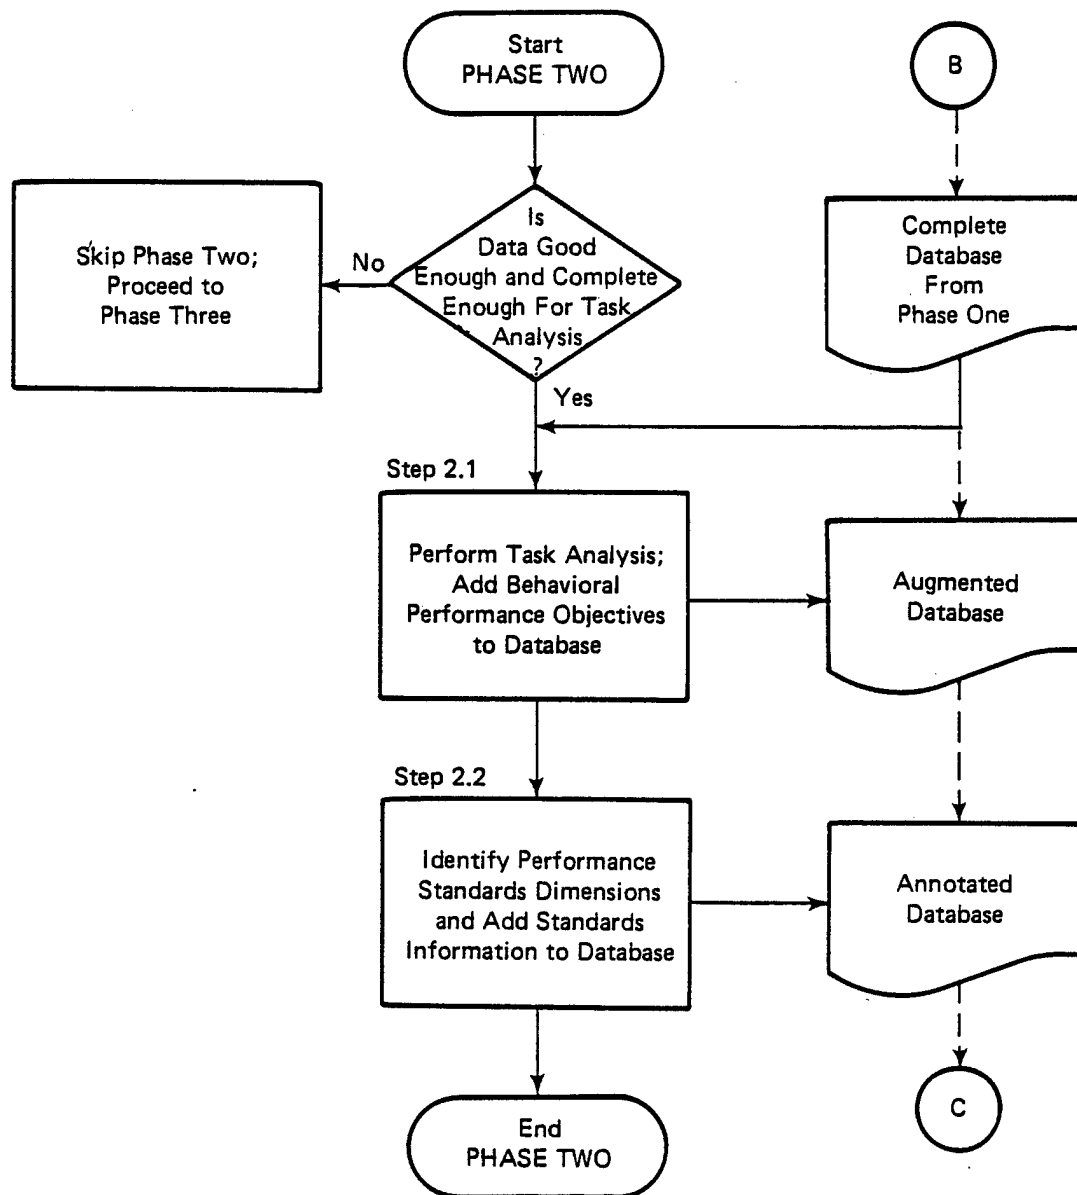 Start
PHASE TWO
B
Is
Data Good
Enough and Complete
Enough For Task
Analysis
?
No
Skip Phase Two;
Proceed to
Phase Three
Complete
Database
From
Phase One
Yes
Step 2.1
Perform Task Analysis;
Add Behavioral
Performance Objectives
to Database
Augmented
Database
Step 2.2
Identify Performance
Standards Dimensions
and Add Standards
Information to Database
Annotated
Database
End
PHASE TWO
C